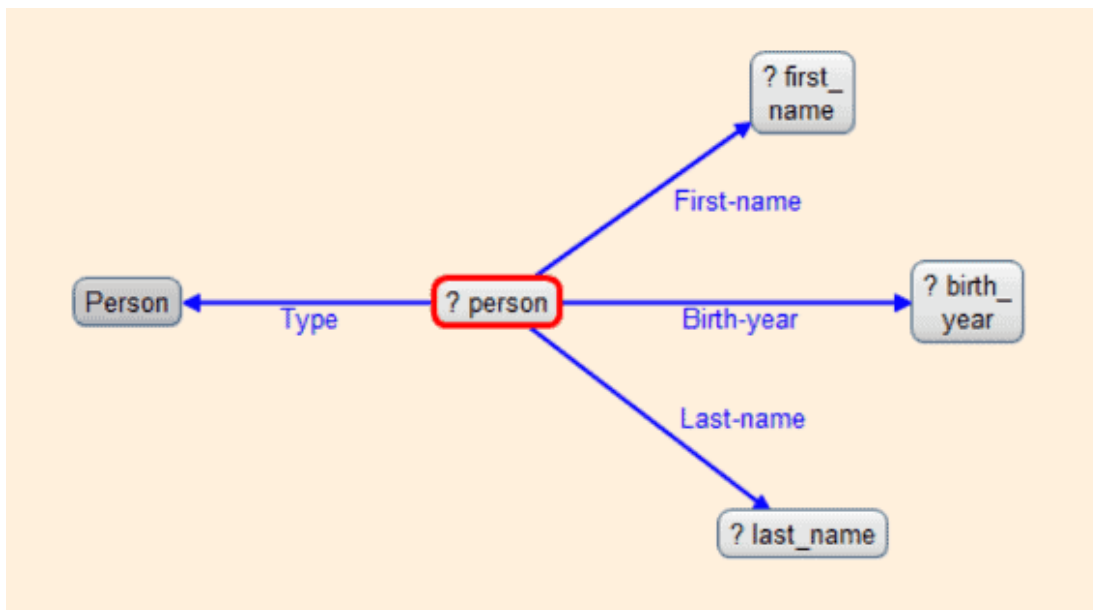 ? first_
name
First-name
Person
Type
? person
Birth-year
? birth_
year
Last-name
? last_name